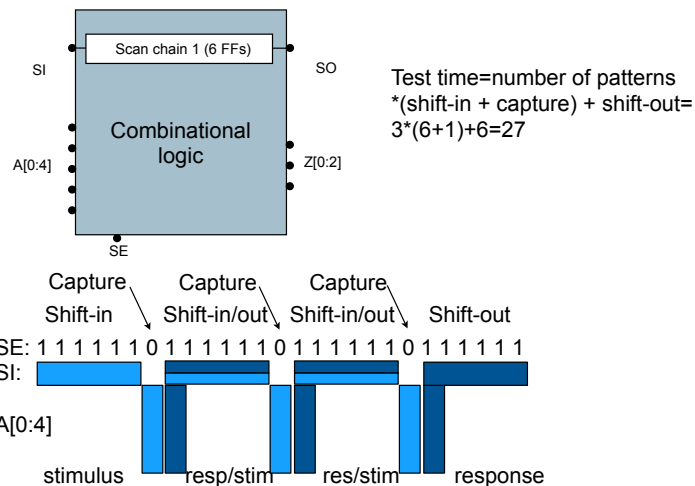 Scan chain 1 (6 FFs)
SI
SO
Test time=number of patterns
*(shift-in + capture) + shift-out=
3*(6+1)+6=27
Combinational
logic
A[0:4]
Z[0:2]
SE
Capture Capture Capture
Shift-in Shift-in/out Shift-in/out Shift-out
SE: 1 1 1 1 1 1 0 1 1 1 1 1 1 0 1 1 1 1 1 1 0 1 1 1 1 1 1
SI:
A[0:4]
stimulus resp/stim res/stim response